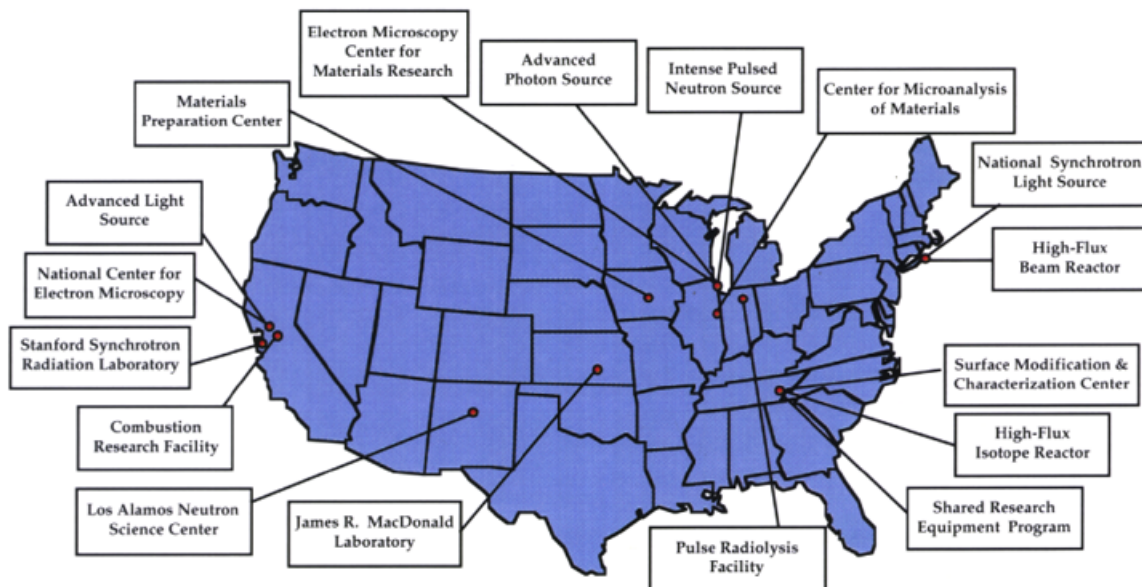 Electron Microscopy
Center for
Materials Research
Advanced
Photon Source
Intense Pulsed
Neutron Source
Center for Microanalysis
of Materials
Materials
Preparation Center
National Synchrotron
Light Source
Advanced Light
Source
High-Flux
Beam Reactor
National Center for
Electron Microscopy
Stanford Synchrotron
Radiation Laboratory
Surface Modification &
Characterization Center
Combustion
Research Facility
High-Flux
Isotope Reactor
Los Alamos Neutron
Science Center
James R. MacDonald
Laboratory
Shared Research
Equipment Program
Pulse Radiolysis
Facility